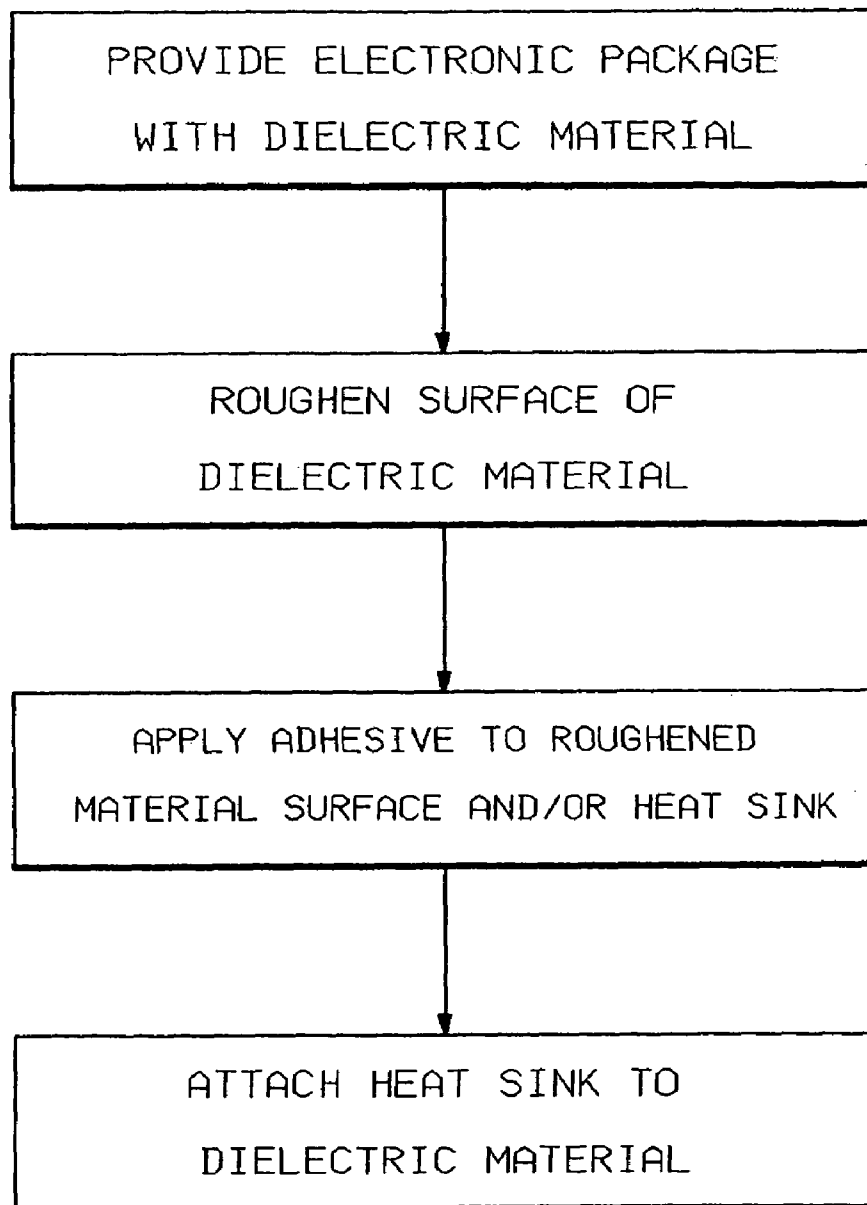 PROVIDE ELECTRONIC PACKAGE
WITH DIELECTRIC MATERIAL
ROUGHEN SURFACE OF
DIELECTRIC MATERIAL
APPLY ADHESIVE TO ROUGHENED
MATERIAL SURFACE AND/OR HEAT SINK
ATTACH HEAT SINK TO
DIELECTRIC MATERIAL